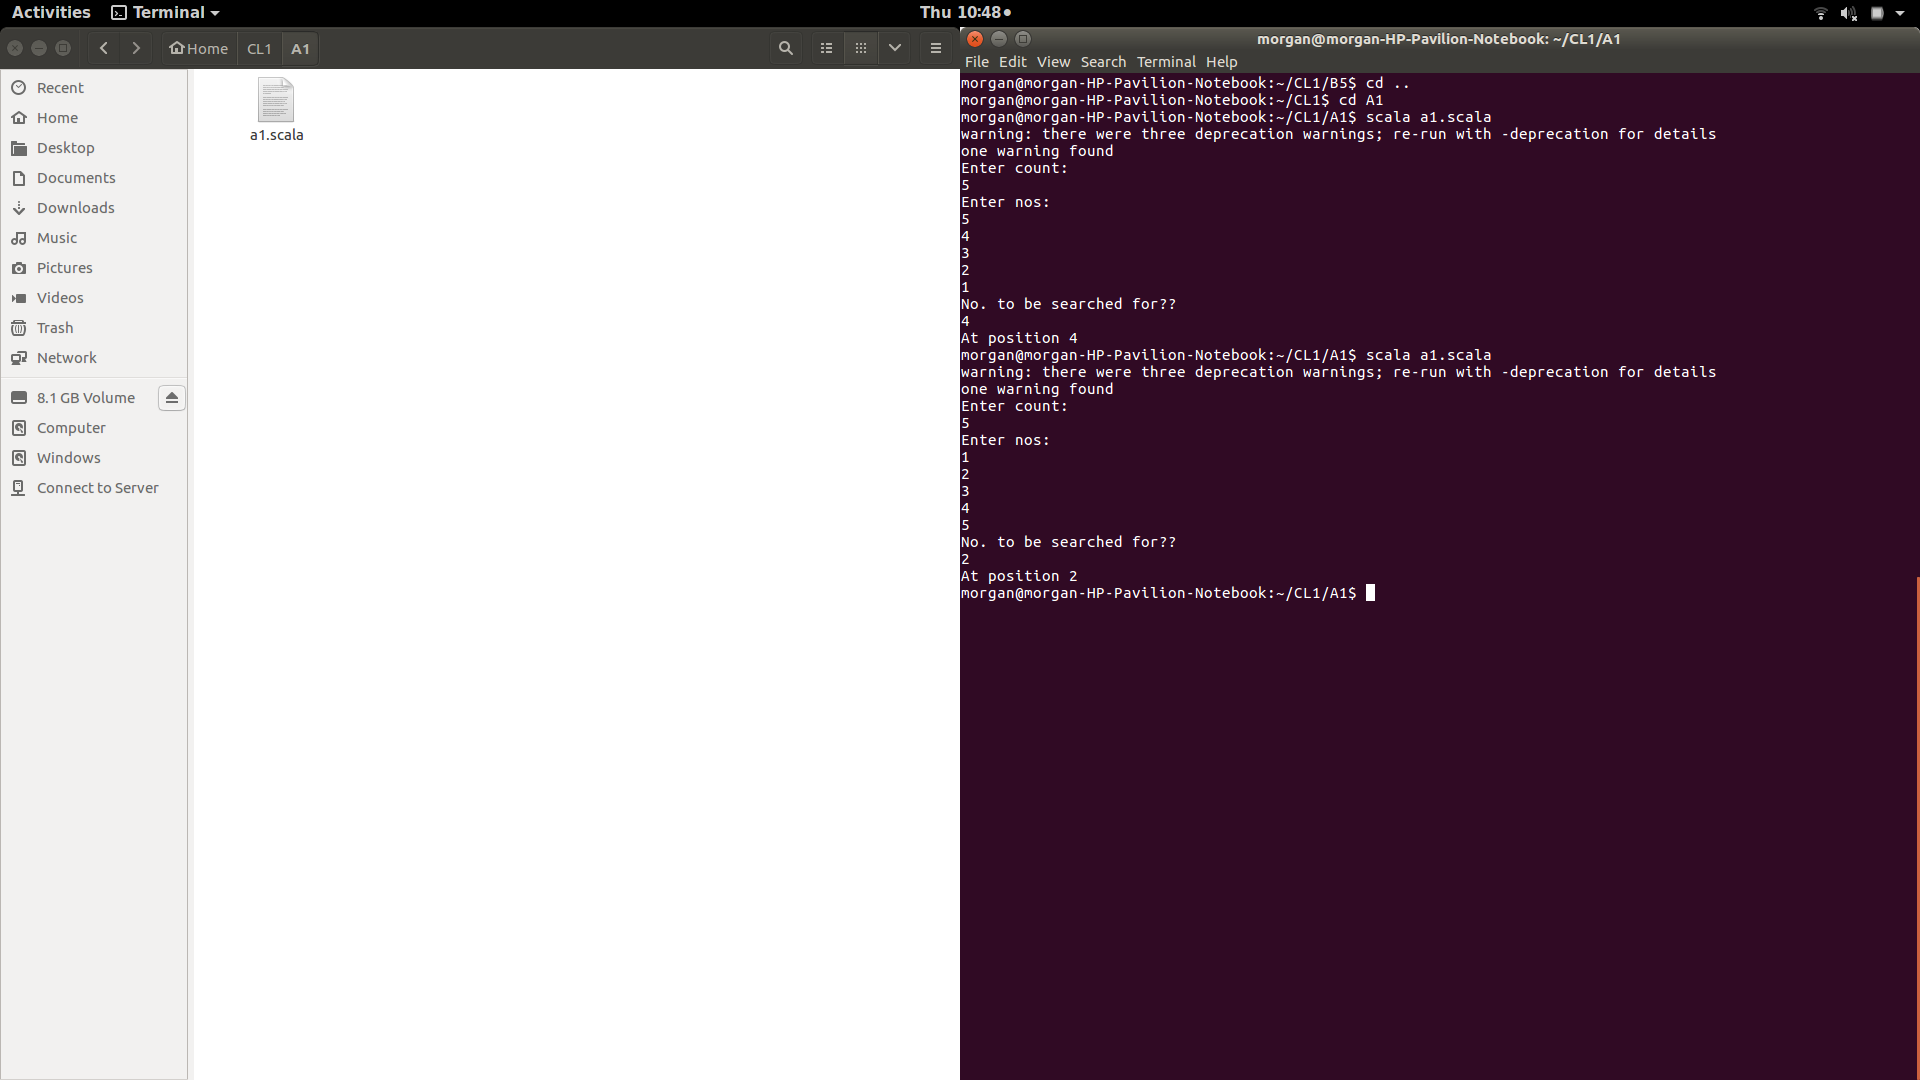 Activities Terminal Thu 10:48
Home CL1 A1
Recent
Home
Desktop
Documents
Downloads
Music
Pictures
Videos
Trash
Network
8.1 GB Volume
Computer
Windows
Connect to Server
a1.scala
morgan@morgan-HP-Pavilion-Notebook: ~/CL1/A1
File Edit View Search Terminal Help
morgan@morgan-HP-Pavilion-Notebook:~/CL1/B5$ cd ..
morgan@morgan-HP-Pavilion-Notebook:~/CL1$ cd A1
morgan@morgan-HP-Pavilion-Notebook:~/CL1/A1$ scala a1.scala
warning: there were three deprecation warnings; re-run with -deprecation for details
one warning found
Enter count:
5
Enter nos:
5
4
3
2
1
No. to be searched for??
4
At position 4
morgan@morgan-HP-Pavilion-Notebook:~/CL1/A1$ scala a1.scala
warning: there were three deprecation warnings; re-run with -deprecation for details
one warning found
Enter count:
5
Enter nos:
1
2
3
4
5
No. to be searched for??
2
At position 2
morgan@morgan-HP-Pavilion-Notebook:~/CL1/A1$